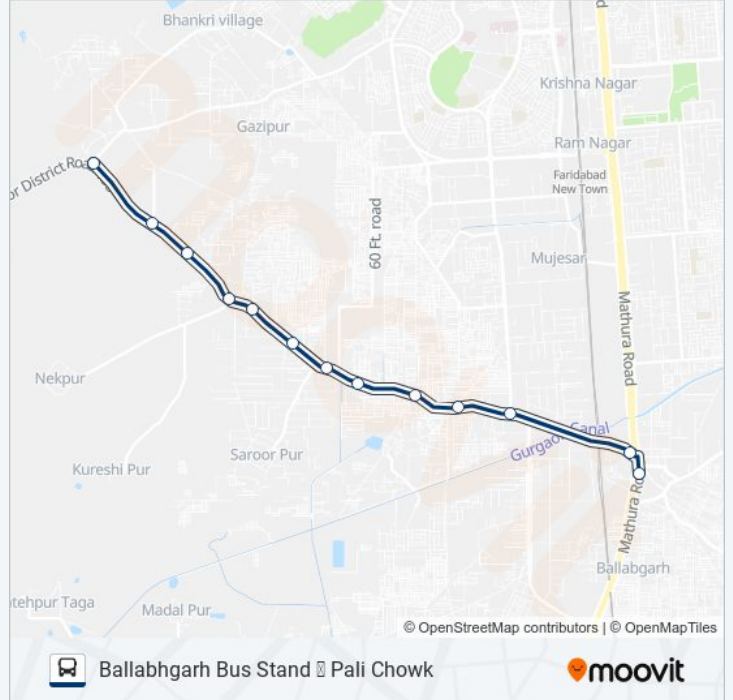 Bhankri village
Krishna Nagar
Gazipur
Ram Nagar
or District Road
Faridabad
New Town
60 Ft. road
Mujesar
Mathura Road
Nekpur
Gurgaon Canal
Saroor Pur
Kureshi Pur
Mathura Ro
Ballabgarh
tehpur Taga
Madal Pur
© OpenStreetMap contributors | © OpenMapTiles
Ballabhgarh Bus Stand Pali Chowk
moovit